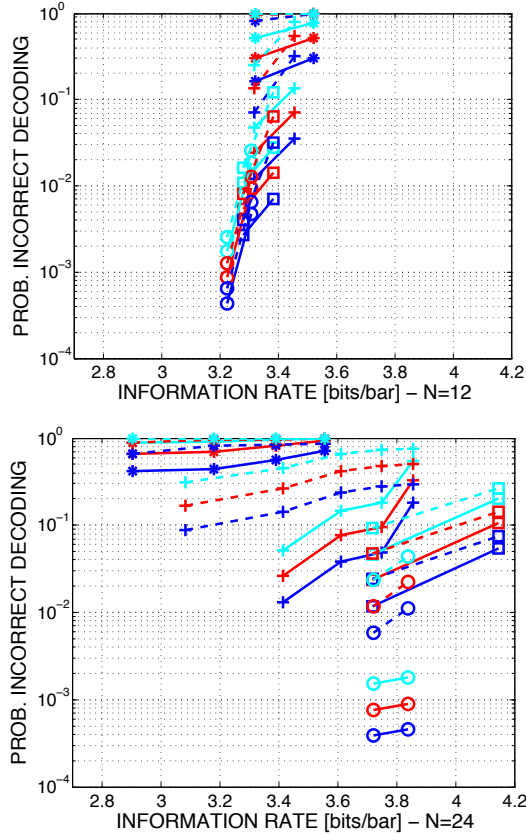 10^0
10^-1
10^-2
10^-3
10^-4
PROB. INCORRECT DECODING
2.8 3 3.2 3.4 3.6 3.8 4 4.2
INFORMATION RATE [bits/bar] – N=12
10^0
10^-1
10^-2
10^-3
10^-4
PROB. INCORRECT DECODING
2.8 3 3.2 3.4 3.6 3.8 4 4.2
INFORMATION RATE [bits/bar] – N=24